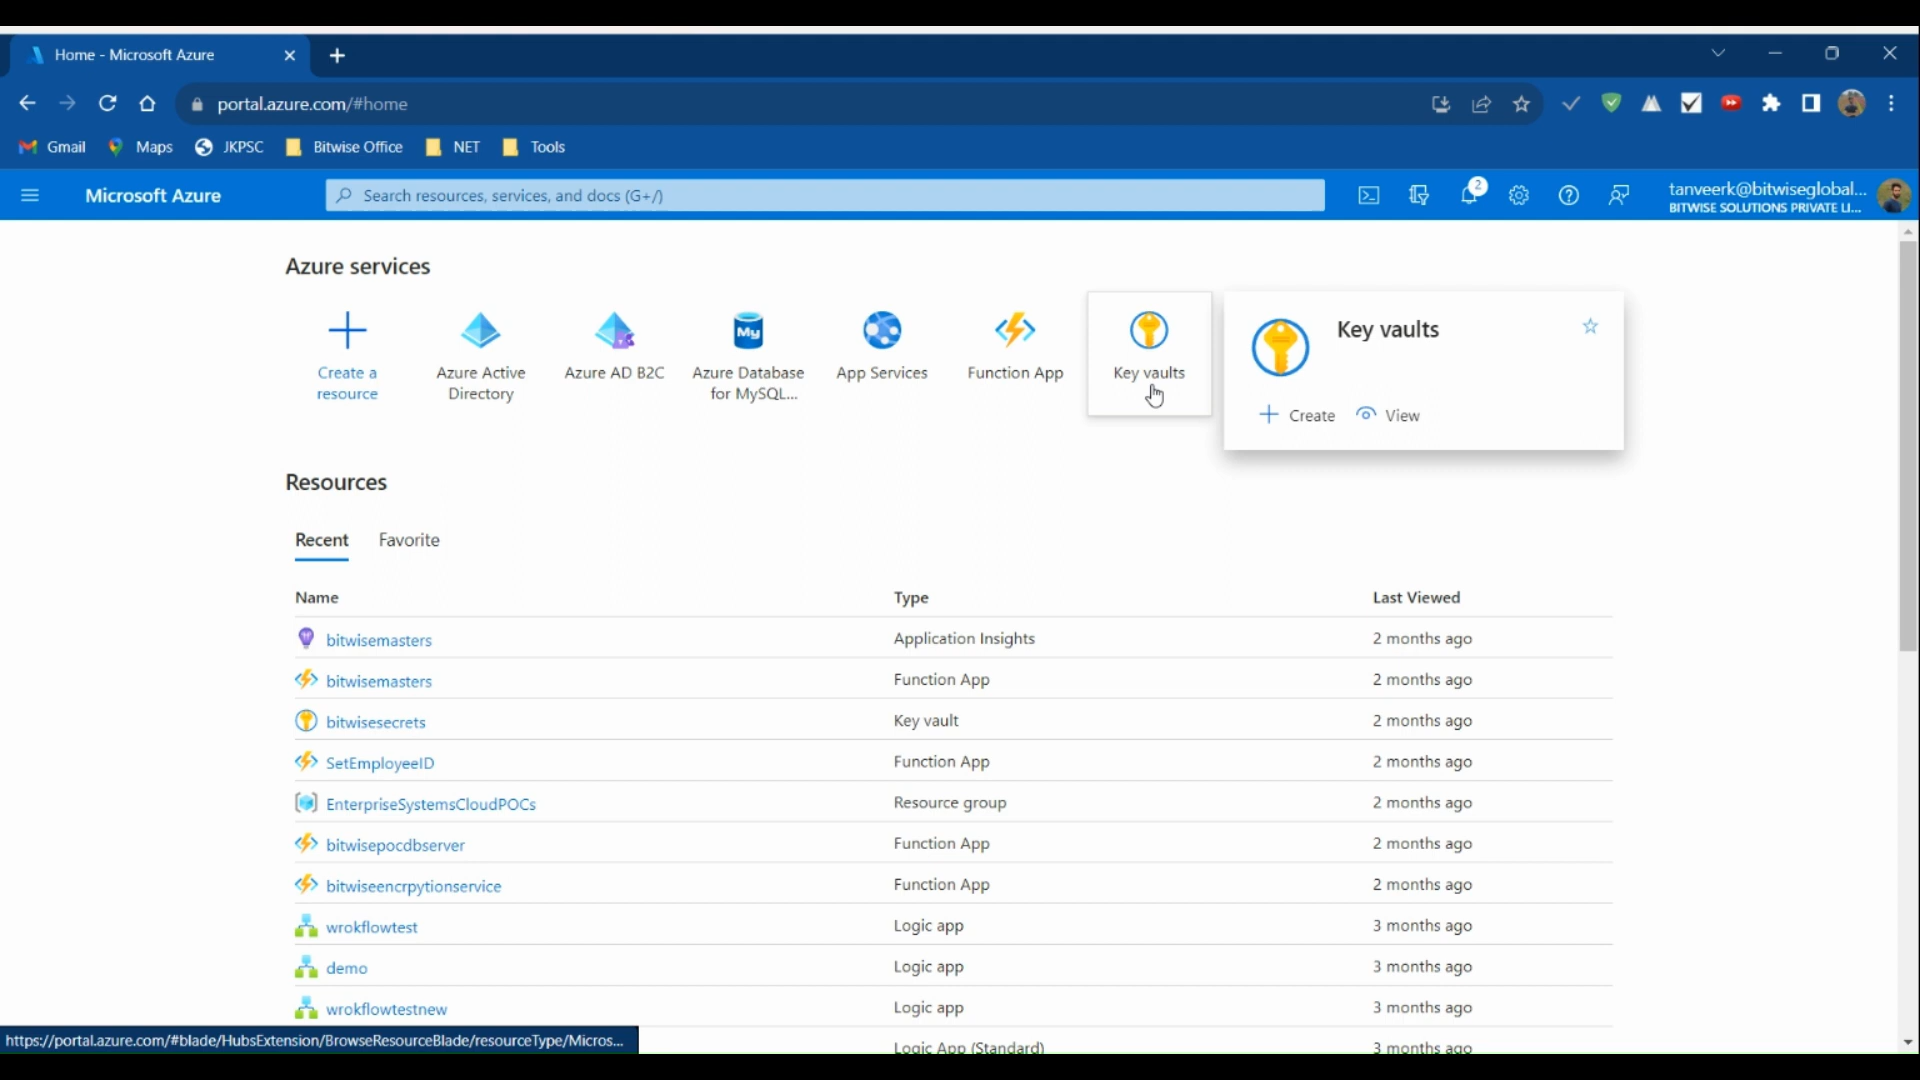 Home - Microsoft Azure
portal.azure.com/#home
Gmail Maps JKPSC Bitwise Office NET Tools
Microsoft Azure
Search resources, services, and docs (G+/)
2
tanveerk@bitwiseglobal...
BITWISE SOLUTIONS PRIVATE LI...
Azure services
Create a resource
Azure Active Directory
Azure AD B2C
My
Azure Database for MySQL...
App Services
Function App
Key vaults
Key vaults
Create View
Resources
Recent Favorite
Name Type Last Viewed
bitwisemasters Application Insights 2 months ago
bitwisemasters Function App 2 months ago
bitwisesecrets Key vault 2 months ago
SetEmployeeID Function App 2 months ago
EnterpriseSystemsCloudPOCs Resource group 2 months ago
bitwisepocdbserver Function App 2 months ago
bitwiseencrpytionservice Function App 2 months ago
wrokflowtest Logic app 3 months ago
demo Logic app 3 months ago
wrokflowtestnew Logic app 3 months ago
Logic App (Standard) 3 months ago
https://portal.azure.com/#blade/HubsExtension/BrowseResourceBlade/resourceType/Micros...